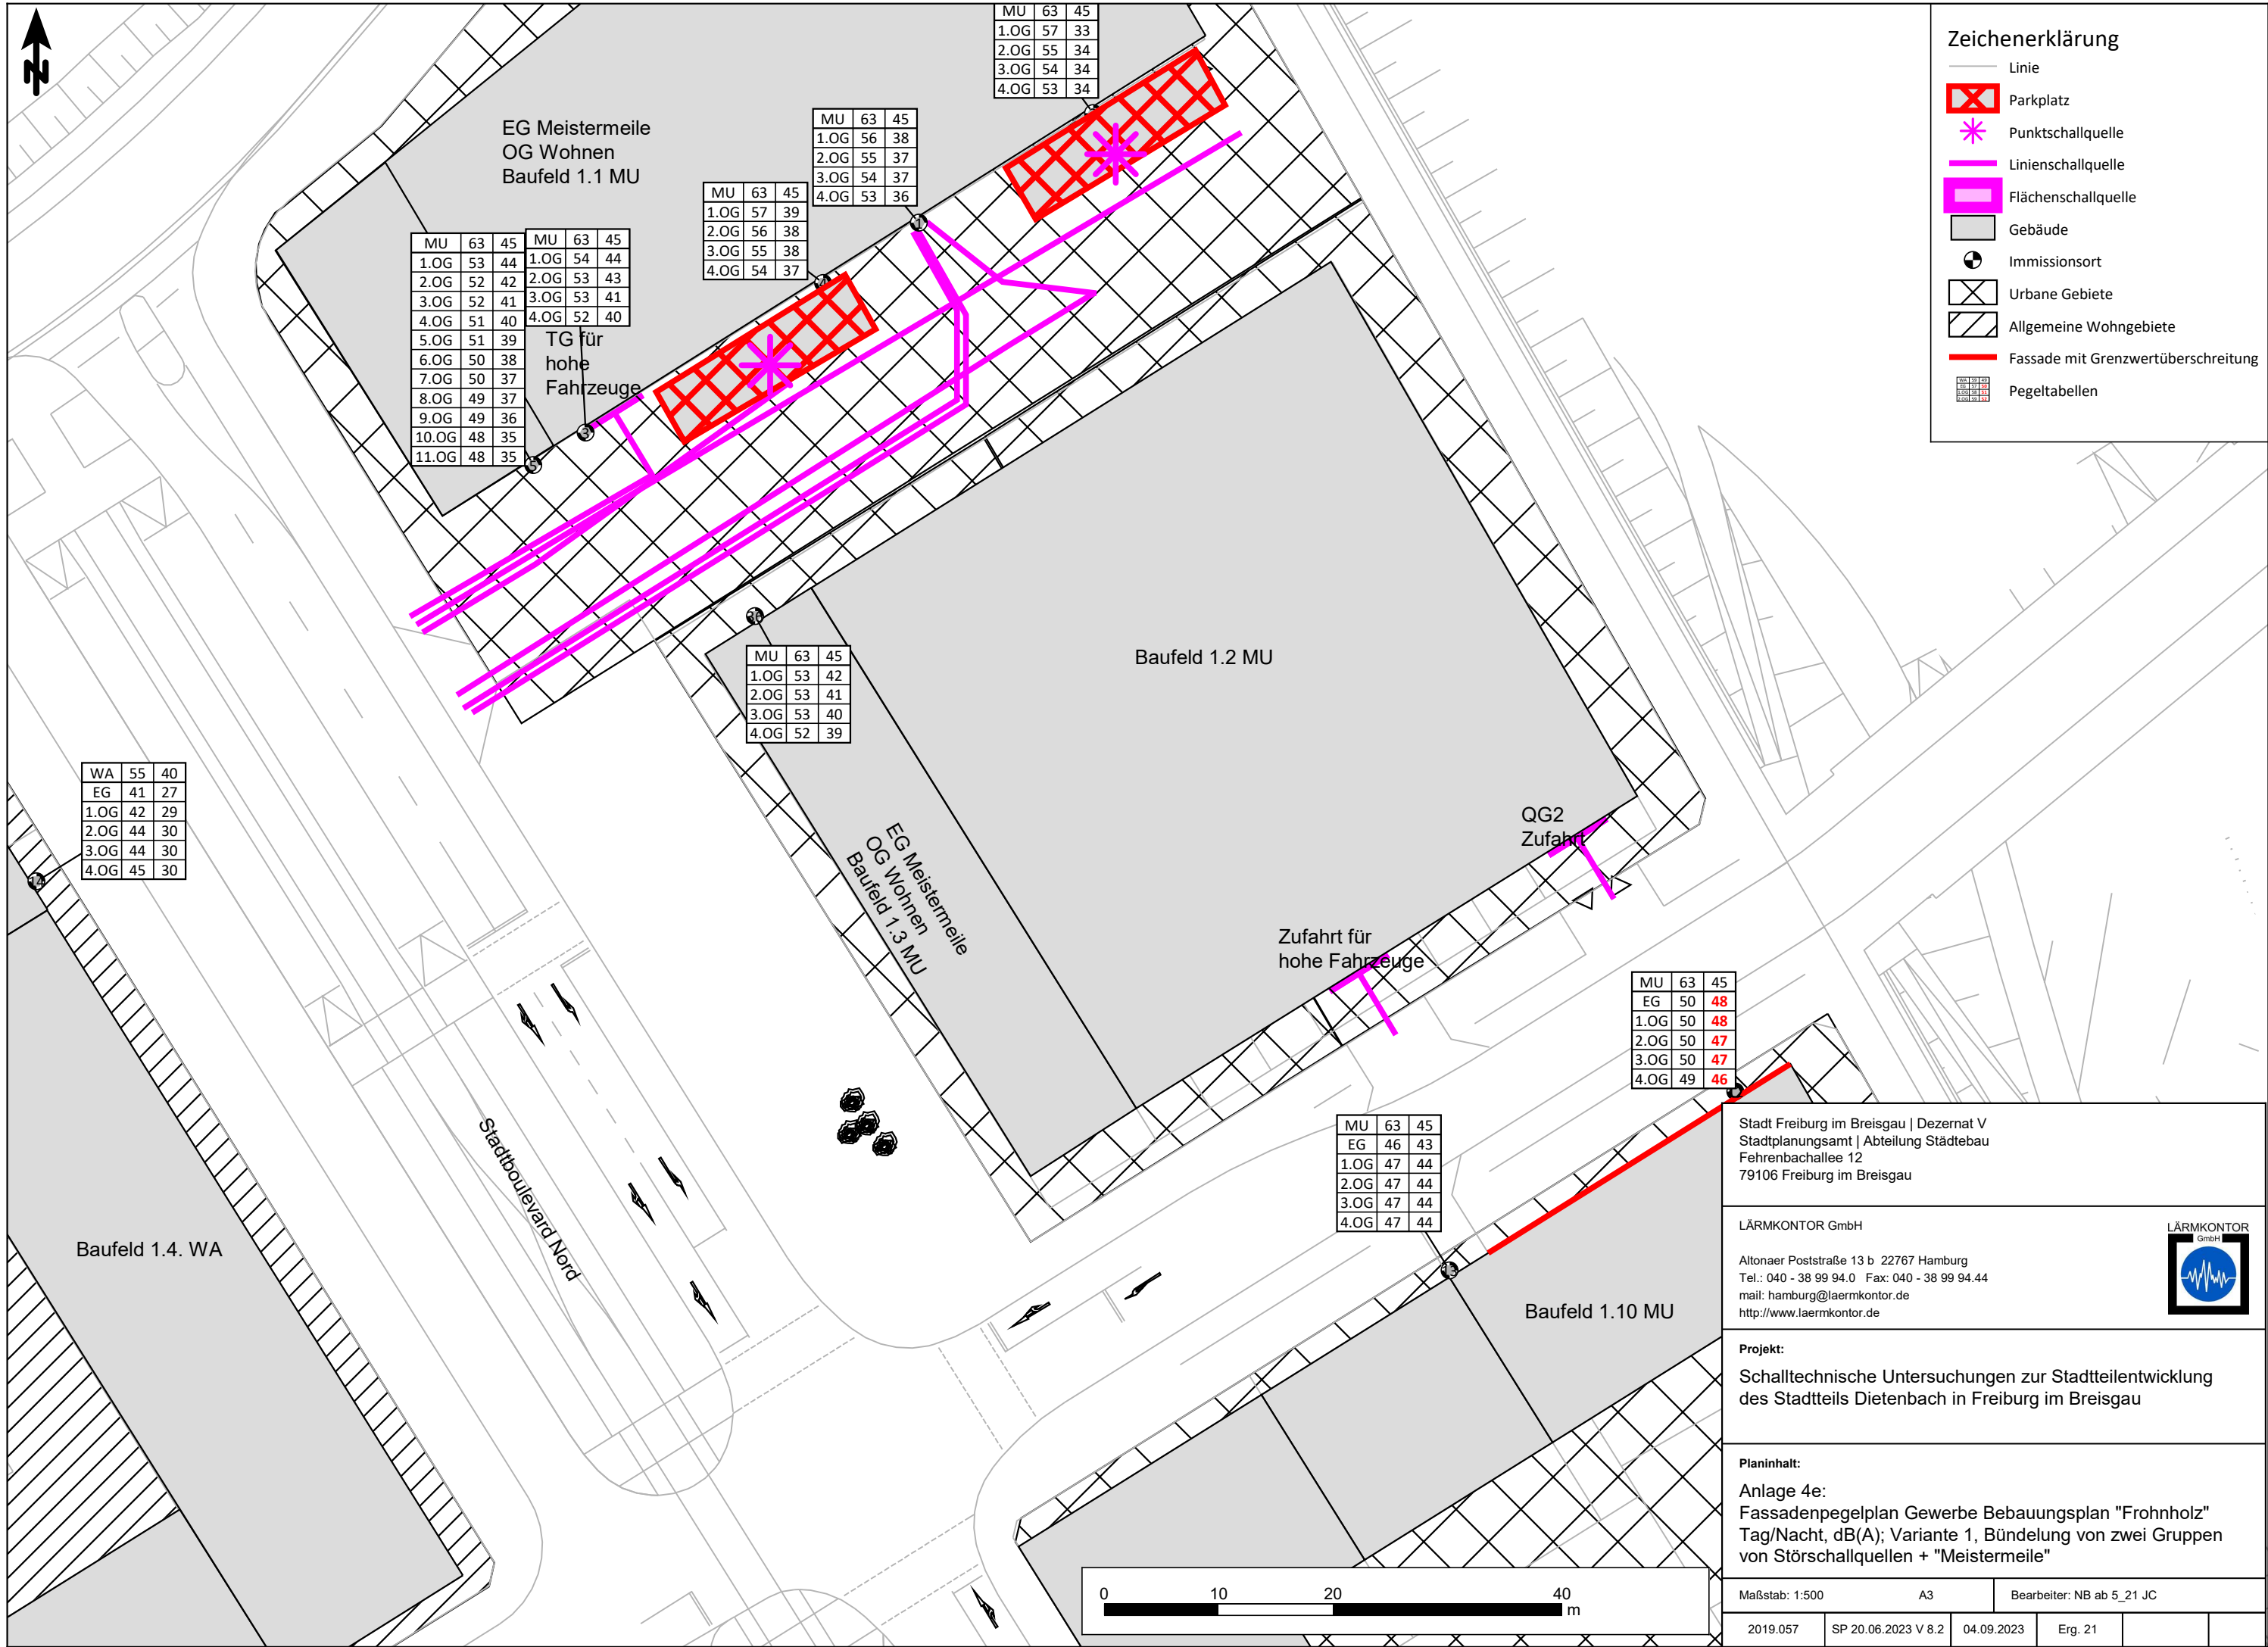 N
MU 63 45
1.OG 57 33
2.OG 55 34
3.OG 54 34
4.OG 53 34
EG Meistermeile
OG Wohnen
Baufeld 1.1 MU
MU 63 45
1.OG 56 38
2.OG 55 37
3.OG 54 37
4.OG 53 36
MU 63 45
1.OG 57 39
2.OG 56 38
3.OG 55 38
4.OG 54 37
MU 63 45
1.OG 53 44
2.OG 52 42
3.OG 52 41
4.OG 51 40
5.OG 51 39
6.OG 50 38
7.OG 50 37
8.OG 49 37
9.OG 49 36
10.OG 48 35
11.OG 48 35
MU 63 45
1.OG 54 44
2.OG 53 43
3.OG 53 41
4.OG 52 40
TG für
hohe
Fahrzeuge
1
3
5
MU 63 45
1.OG 53 42
2.OG 53 41
3.OG 53 40
4.OG 52 39
Baufeld 1.2 MU
WA 55 40
EG 41 27
1.OG 42 29
2.OG 44 30
3.OG 44 30
4.OG 45 30
14
EG Meistermeile
OG Wohnen
Baufeld 1.3 MU
QG2
Zufahrt
Zufahrt für
hohe Fahrzeuge
MU 63 45
EG 50 48
1.OG 50 48
2.OG 50 47
3.OG 50 47
4.OG 49 46
MU 63 45
EG 46 43
1.OG 47 44
2.OG 47 44
3.OG 47 44
4.OG 47 44
13
Stadtboulevard Nord
Baufeld 1.4. WA
Baufeld 1.10 MU
0 10 20 40
m
Zeichenerklärung
Linie
Parkplatz
Punktschallquelle
Linienschallquelle
Flächenschallquelle
Gebäude
Immissionsort
Urbane Gebiete
Allgemeine Wohngebiete
Fassade mit Grenzwertüberschreitung
Pegeltabellen
Stadt Freiburg im Breisgau | Dezernat V
Stadtplanungsamt | Abteilung Städtebau
Fehrenbachallee 12
79106 Freiburg im Breisgau
LÄRMKONTOR GmbH
Altonaer Poststraße 13 b 22767 Hamburg
Tel.: 040 - 38 99 94.0 Fax: 040 - 38 99 94.44
mail: hamburg@laermkontor.de
http://www.laermkontor.de
LÄRMKONTOR
GmbH
Projekt:
Schalltechnische Untersuchungen zur Stadtteilentwicklung
des Stadtteils Dietenbach in Freiburg im Breisgau
Planinhalt:
Anlage 4e:
Fassadenpegelplan Gewerbe Bebauungsplan "Frohnholz"
Tag/Nacht, dB(A); Variante 1, Bündelung von zwei Gruppen
von Störschallquellen + "Meistermeile"
Maßstab: 1:500 A3 Bearbeiter: NB ab 5_21 JC
2019.057 SP 20.06.2023 V 8.2 04.09.2023 Erg. 21